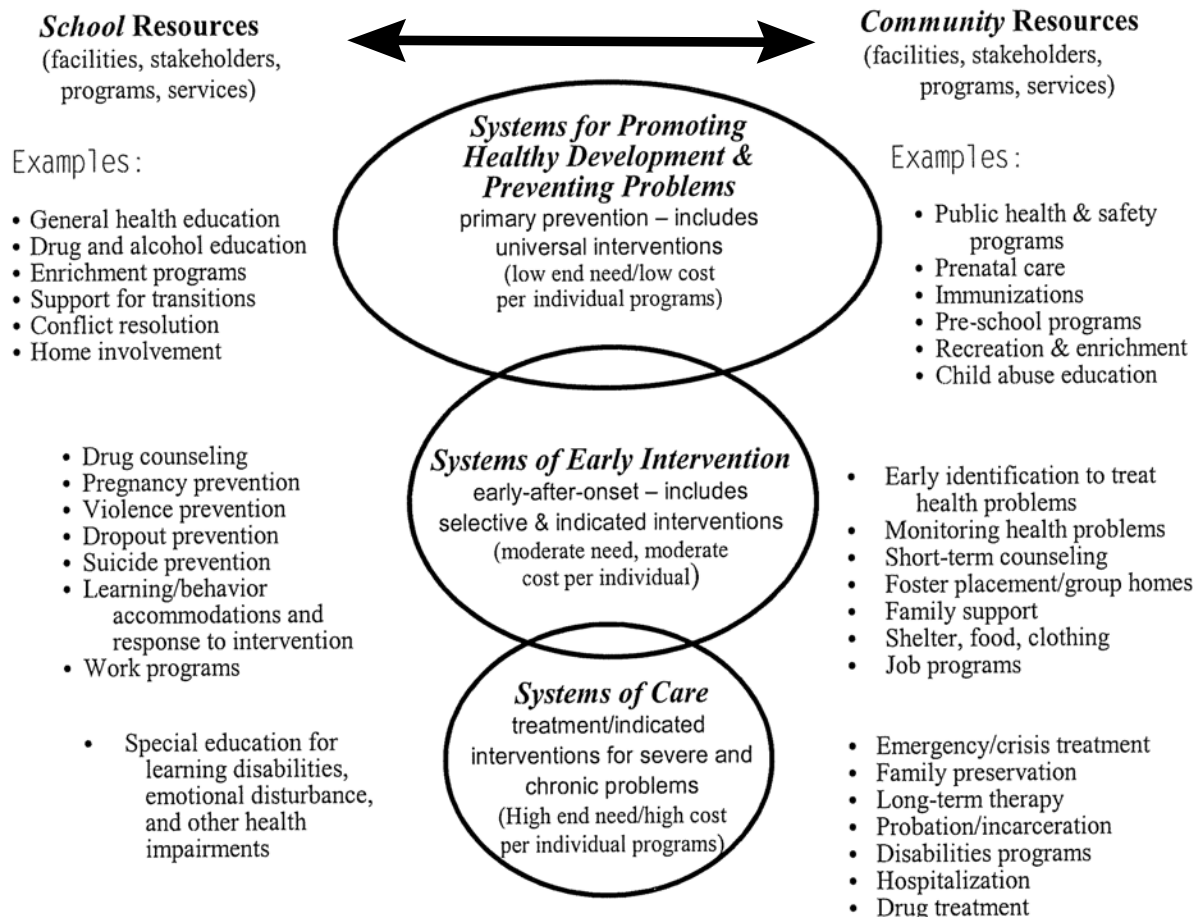 School Resources
(facilities, stakeholders,
programs, services)
Examples:
• General health education
• Drug and alcohol education
• Enrichment programs
• Support for transitions
• Conflict resolution
• Home involvement
• Drug counseling
• Pregnancy prevention
• Violence prevention
• Dropout prevention
• Suicide prevention
• Learning/behavior
accommodations and
response to intervention
• Work programs
• Special education for
learning disabilities,
emotional disturbance,
and other health
impairments
Systems for Promoting
Healthy Development &
Preventing Problems
primary prevention – includes
universal interventions
(low end need/low cost
per individual programs)
Systems of Early Intervention
early-after-onset – includes
selective & indicated interventions
(moderate need, moderate
cost per individual)
Systems of Care
treatment/indicated
interventions for severe and
chronic problems
(High end need/high cost
per individual programs)
Community Resources
(facilities, stakeholders,
programs, services)
Examples:
• Public health & safety
programs
• Prenatal care
• Immunizations
• Pre-school programs
• Recreation & enrichment
• Child abuse education
• Early identification to treat
health problems
• Monitoring health problems
• Short-term counseling
• Foster placement/group homes
• Family support
• Shelter, food, clothing
• Job programs
• Emergency/crisis treatment
• Family preservation
• Long-term therapy
• Probation/incarceration
• Disabilities programs
• Hospitalization
• Drug treatment